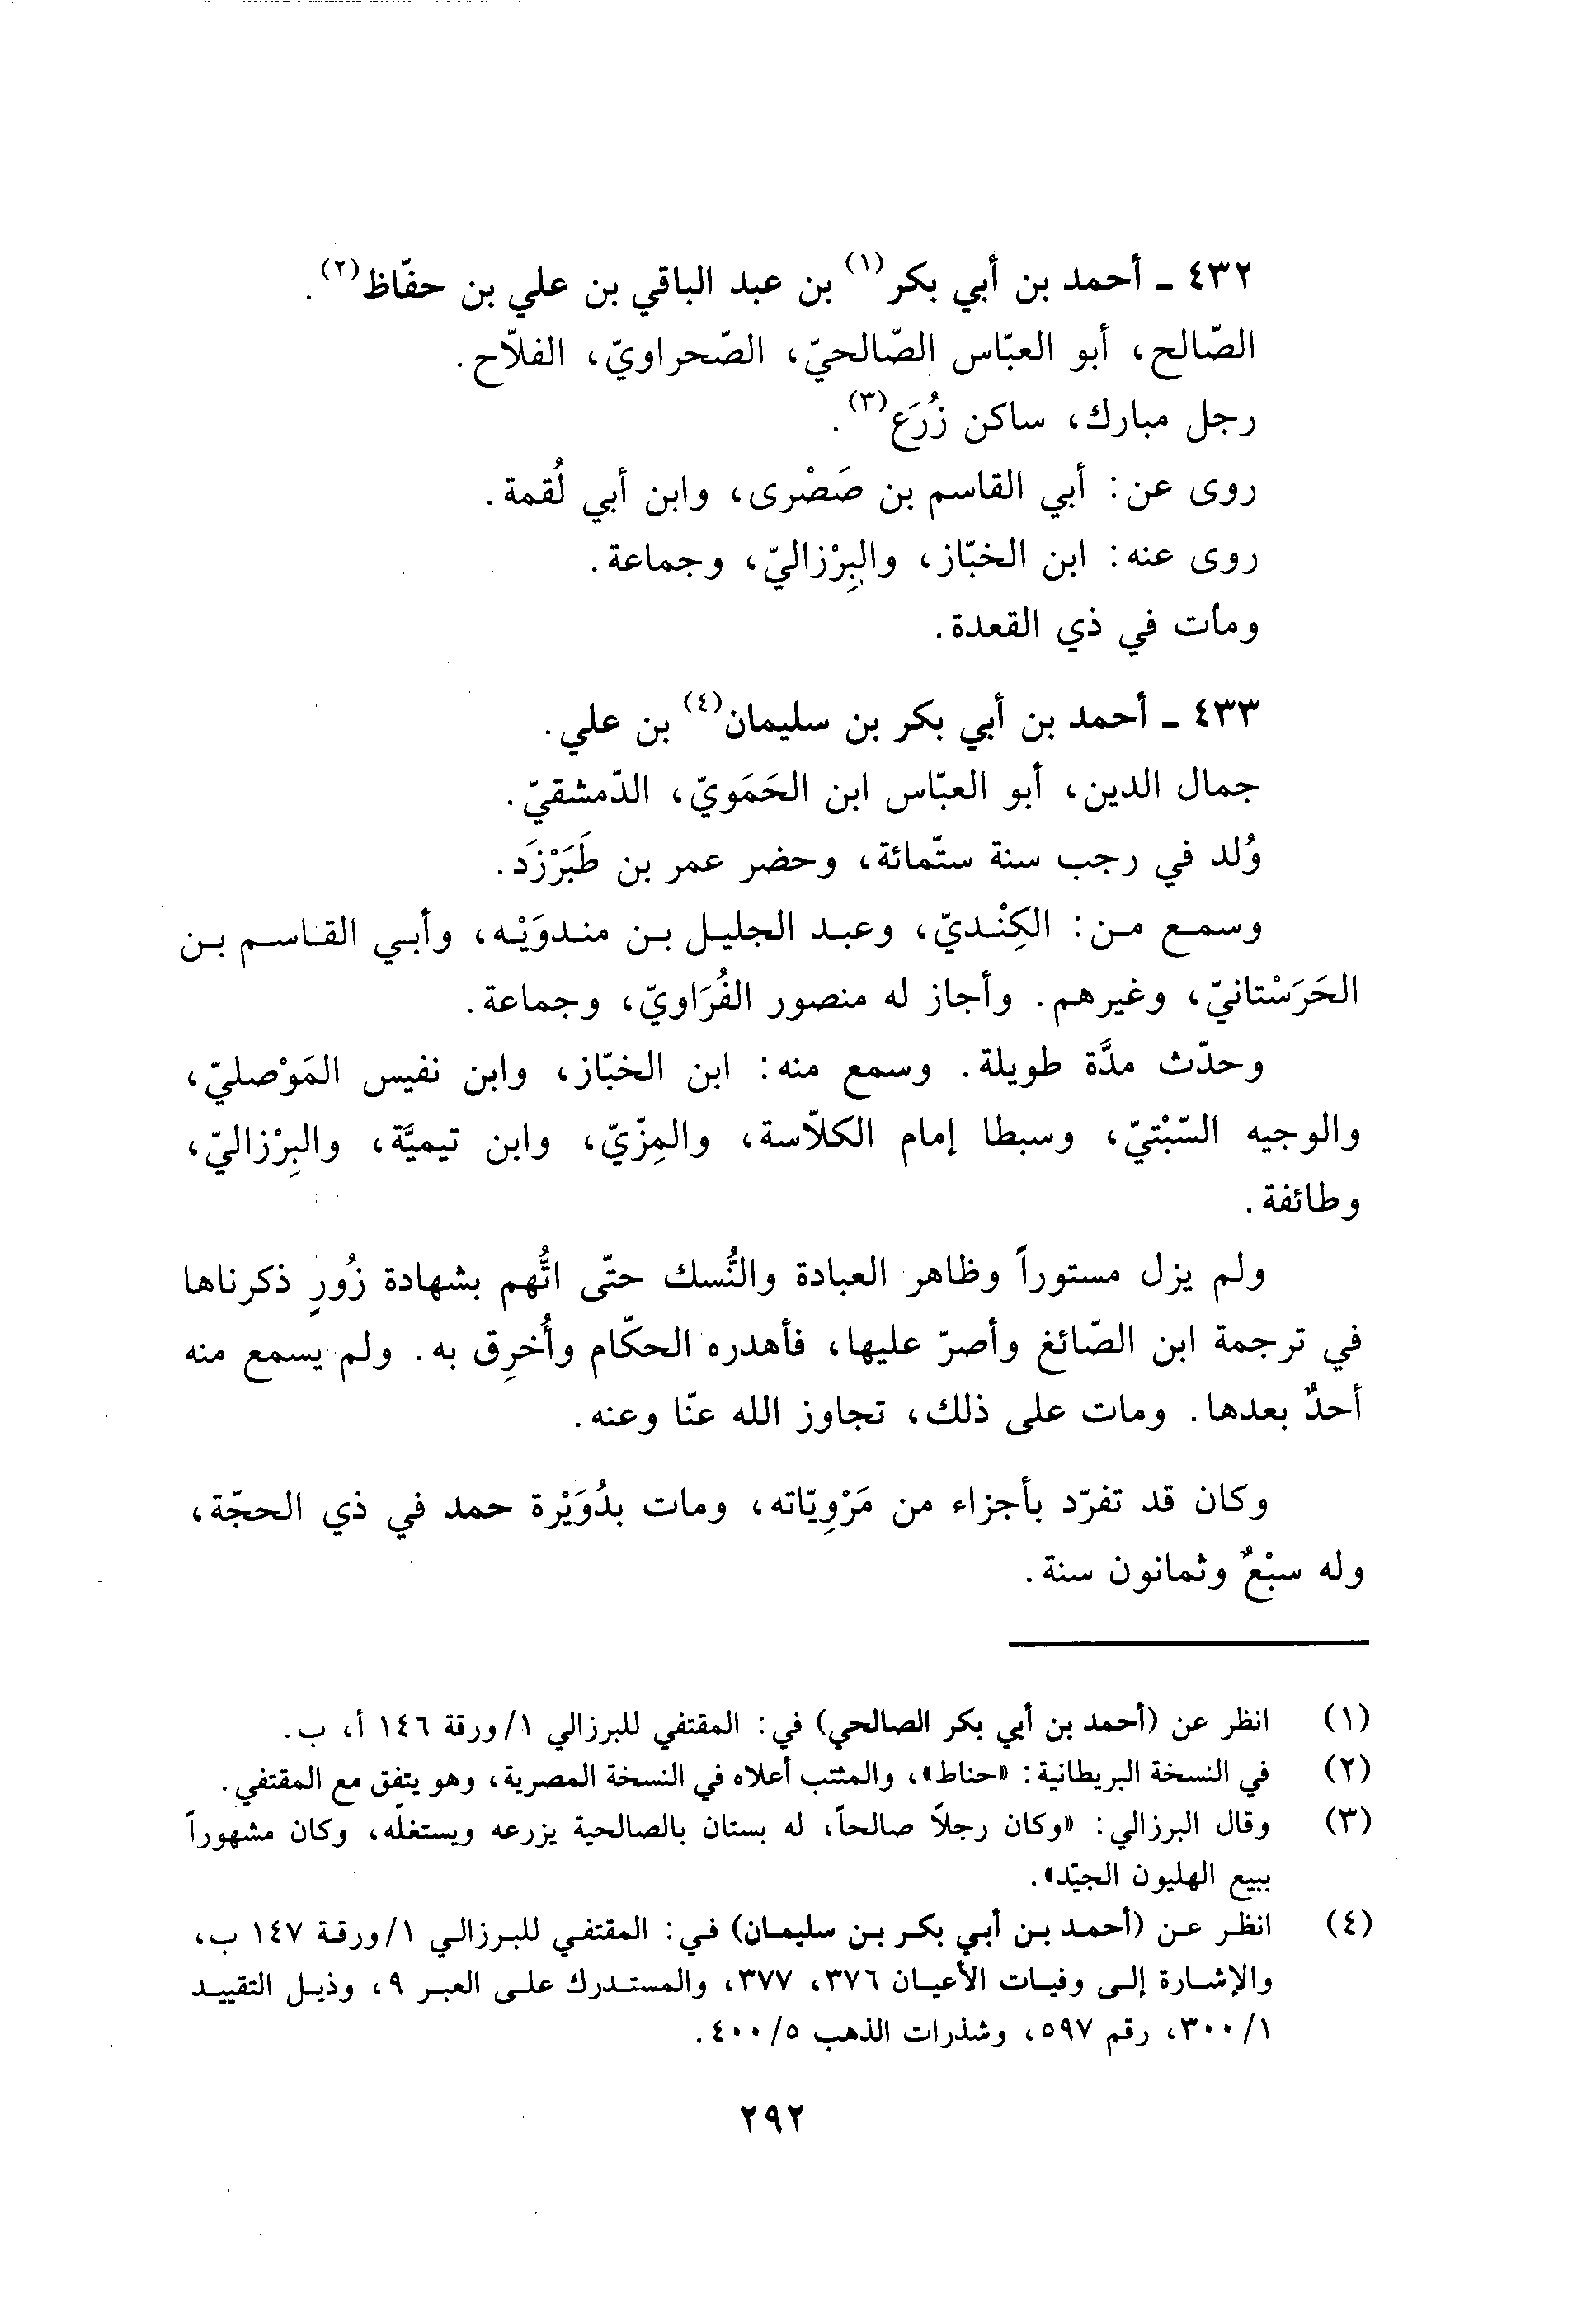 ٤٣٢ ـ أحمد بن أبي بكر(١) بن عبد الباقي بن علي بن حفّاظ(٢).
الصّالح، أبو العبّاس الصّالحيّ، الصّحراويّ، الفلاّح.
رجل مبارك، ساكن زُرَع(٣).
روى عن: أبي القاسم بن صَصْرى، وابن أبي لُقمة.
روى عنه: ابن الخبّاز، والبِرْزاليّ، وجماعة.
ومات في ذي القعدة.
٤٣٣ ـ أحمد بن أبي بكر بن سليمان(٤) بن علي.
جمال الدين، أبو العبّاس ابن الحَمَويّ، الدّمشقيّ.
وُلد في رجب سنة ستّمائة، وحضر عمر بن طَبَرْزَد.
وسمع من: الكِنْديّ، وعبد الجليل بن مندوَيْه، وأبي القاسم بن
الحَرَسْتانيّ، وغيرهم. وأجاز له منصور الفُرَاويّ، وجماعة.
وحدّث مدَّة طويلة. وسمع منه: ابن الخبّاز، وابن نفيس المَوْصليّ،
والوجيه السّبْتيّ، وسبطا إمام الكلاّسة، والمِزّيّ، وابن تيميَّة، والبِرْزاليّ،
وطائفة.
ولم يزل مستوراً وظاهر العبادة والنُّسك حتّى اتُّهم بشهادة زُورٍ ذكرناها
في ترجمة ابن الصّائغ وأصرّ عليها، فأهدره الحكّام وأُخرِق به. ولم يسمع منه
أحدٌ بعدها. ومات على ذلك، تجاوز الله عنّا وعنه.
وكان قد تفرّد بأجزاء من مَرْوِيّاته، ومات بدُوَيْرة حمد في ذي الحجّة،
وله سبْعٌ وثمانون سنة.
(١) انظر عن (أحمد بن أبي بكر الصالحي) في: المقتفي للبرزالي ١/ورقة ١٤٦ أ، ب.
(٢) في النسخة البريطانية: «حناط»، والمثتب أعلاه في النسخة المصرية، وهو يتفق مع المقتفي.
(٣) وقال البرزالي: «وكان رجلاً صالحاً، له بستان بالصالحية يزرعه ويستغلّه، وكان مشهوراً
ببيع الهليون الجيّد».
(٤) انظر عن (أحمد بن أبي بكر بن سليمان) في: المقتفي للبرزالي ١/ورقة ١٤٧ ب،
والإشارة إلى وفيات الأعيان ٣٧٦، ٣٧٧، والمستدرك على العبر ٩، وذيل التقييد
١/٣٠٠، رقم ٥٩٧، وشذرات الذهب ٥/٤٠٠.
٢٩٢